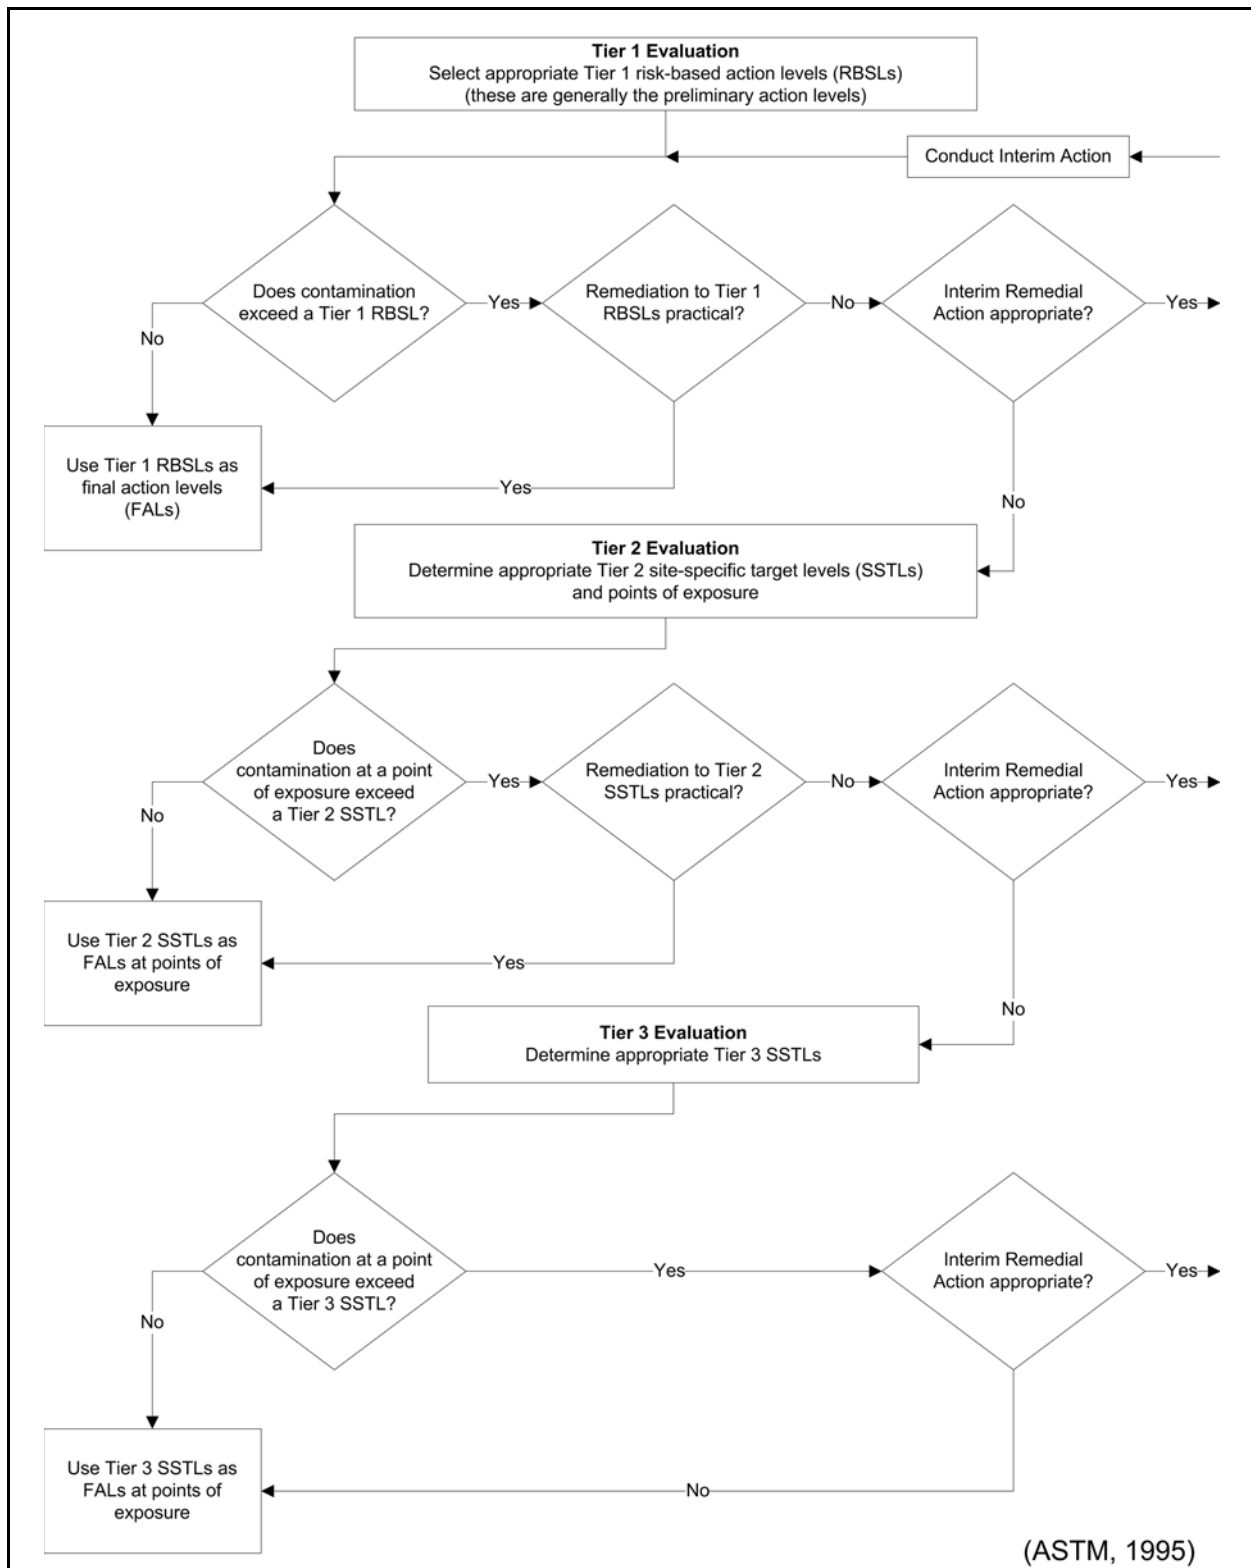 Tier 1 Evaluation
Select appropriate Tier 1 risk-based action levels (RBSLs)
(these are generally the preliminary action levels)
Conduct Interim Action
Does contamination
exceed a Tier 1 RBSL?
Yes
Remediation to Tier 1
RBSLs practical?
No
Interim Remedial
Action appropriate?
Yes
No
Use Tier 1 RBSLs as
final action levels
(FALs)
Yes
No
Tier 2 Evaluation
Determine appropriate Tier 2 site-specific target levels (SSTLs)
and points of exposure
Does
contamination at a point
of exposure exceed
a Tier 2 SSTL?
Yes
Remediation to Tier 2
SSTLs practical?
No
Interim Remedial
Action appropriate?
Yes
No
Use Tier 2 SSTLs as
FALs at points of
exposure
Yes
No
Tier 3 Evaluation
Determine appropriate Tier 3 SSTLs
Does
contamination at a point
of exposure exceed
a Tier 3 SSTL?
Yes
Interim Remedial
Action appropriate?
Yes
No
Use Tier 3 SSTLs as
FALs at points of
exposure
No
(ASTM, 1995)